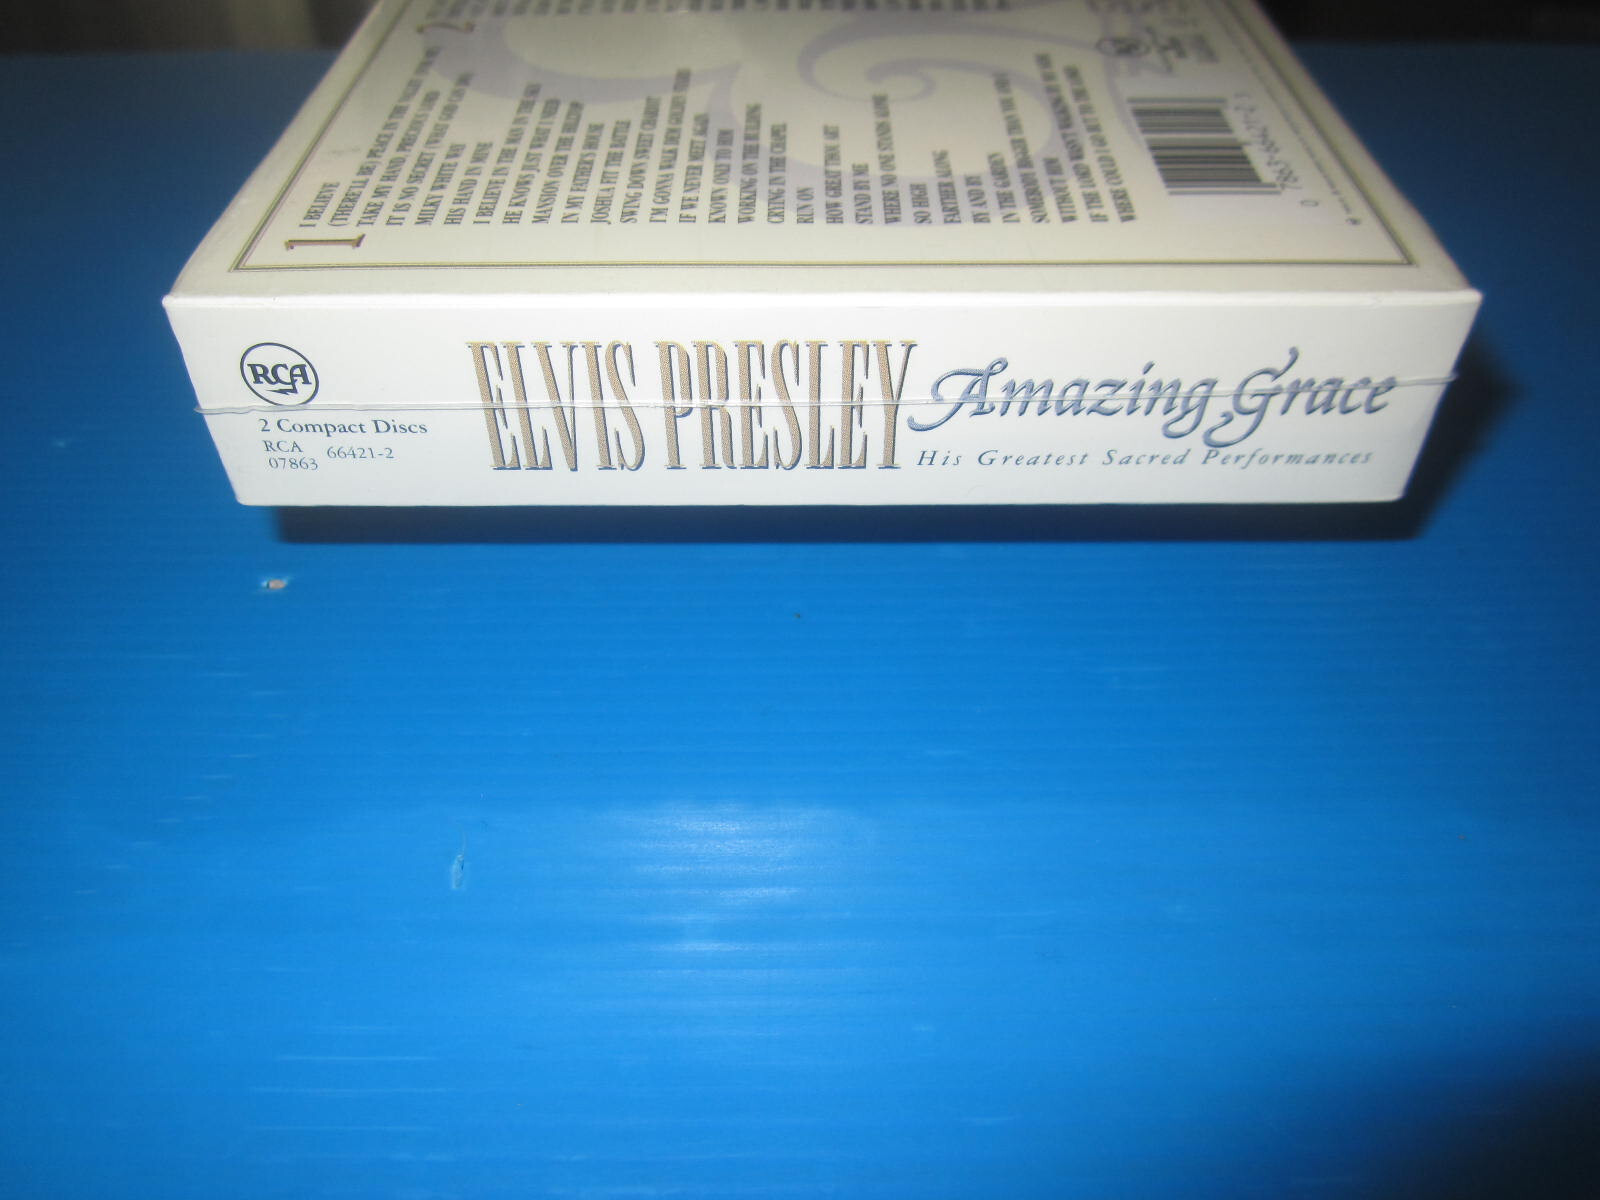 1
I BELIEVE
(THERE'LL BE) PEACE IN THE VALLEY (FOR ME)
TAKE MY HAND, PRECIOUS LORD
IT IS NO SECRET (WHAT GOD CAN DO)
MILKY WHITE WAY
HIS HAND IN MINE
I BELIEVE IN THE MAN IN THE SKY
HE KNOWS JUST WHAT I NEED
MANSION OVER THE HILLTOP
IN MY FATHER'S HOUSE
JOSHUA FIT THE BATTLE
SWING DOWN SWEET CHARIOT
I'M GONNA WALK DEM GOLDEN STAIRS
IF WE NEVER MEET AGAIN
KNOWN ONLY TO HIM
WORKING ON THE BUILDING
CRYING IN THE CHAPEL
RUN ON
HOW GREAT THOU ART
STAND BY ME
WHERE NO ONE STANDS ALONE
SO HIGH
FARTHER ALONG
BY AND BY
IN THE GARDEN
SOMEBODY BIGGER THAN YOU AND I
WITHOUT HIM
IF THE LORD WASN'T WALKING BY MY SIDE
WHERE COULD I GO BUT TO THE LORD
2
0 7863-66421-2
RCA
2 Compact Discs
RCA
07863 66421-2
ELVIS PRESLEY
Amazing Grace
His Greatest Sacred Performances